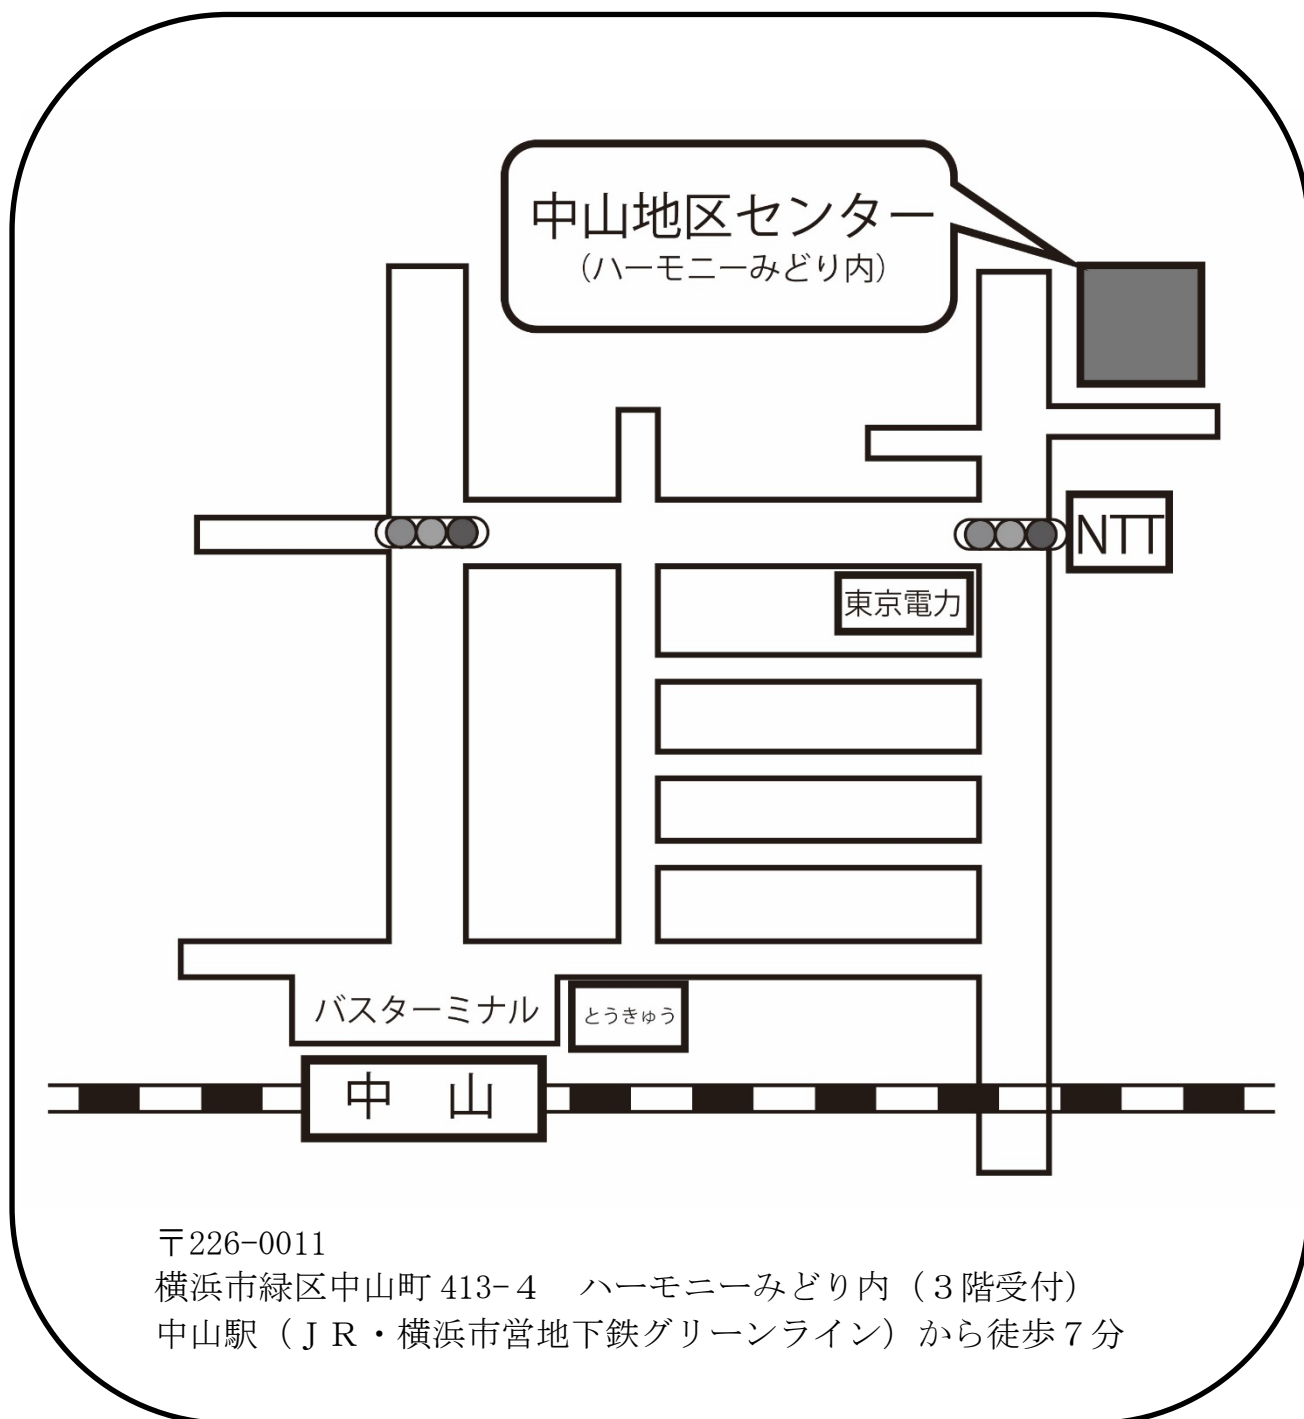 中山地区センター
（ハーモニーみどり内）
NTT
東京電力
バスターミナル
とうきゅう
中　山
〒226-0011
横浜市緑区中山町 413-４　ハーモニーみどり内（３階受付）
中山駅（ＪＲ・横浜市営地下鉄グリーンライン）から徒歩７分